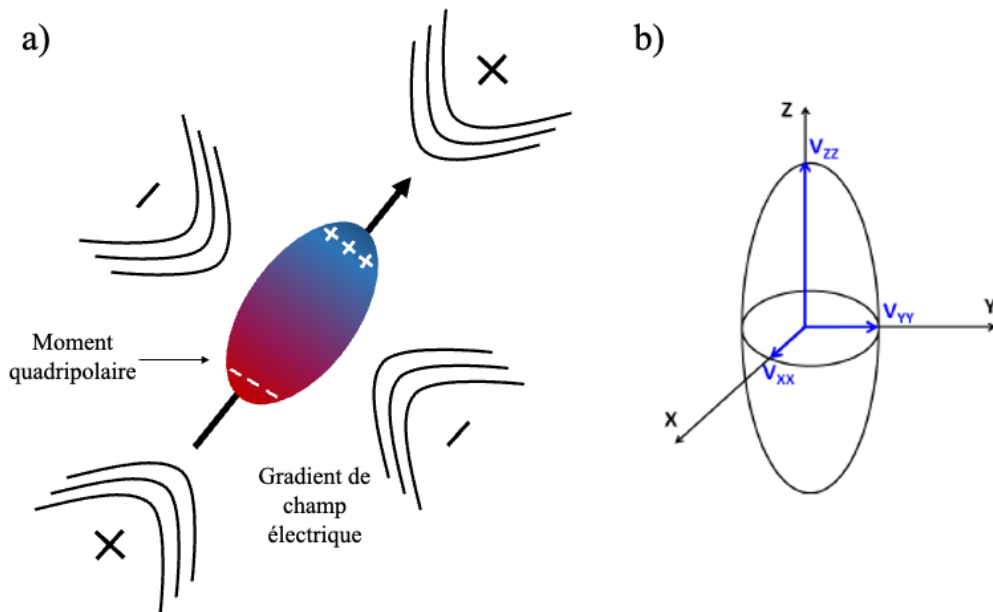 a)
b)
+ + +
- - -
Moment
quadripolaire
Gradient de
champ
électrique
Z
V_ZZ
Y
V_YY
V_XX
X